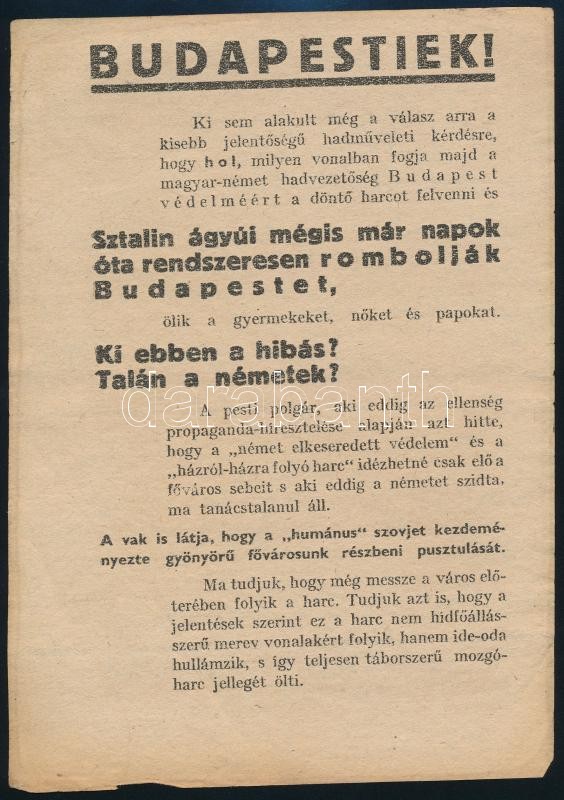 BUDAPESTIEK!
Ki sem alakult még a válasz arra a
kisebb jelentőségű hadműveleti kérdésre,
hogy hol, milyen vonalban fogja majd a
magyar-német hadvezetőség Budapest
védelméért a döntő harcot felvenni és
Sztalin ágyúi mégis már napok
óta rendszeresen rombolják
Budapestet,
ölik a gyermekeket, nőket és papokat.
Ki ebben a hibás?
Talán a németek?
darabanth
A pesti polgár, aki eddig az ellenség
propaganda-híresztelése alapján azt hitte,
hogy a „német elkeseredett védelem" és a
„házról-házra folyó harc" idézhetné csak elő a
főváros sebeit s aki eddig a németet szidta,
ma tanácstalanul áll.
A vak is látja, hogy a „humánus" szovjet kezdemé-
nyezte gyönyörű fővárosunk részbeni pusztulását.
Ma tudjuk, hogy még messze a város elő-
terében folyik a harc. Tudjuk azt is, hogy a
jelentések szerint ez a harc nem hídfőállás-
szerű merev vonalakért folyik, hanem ide-oda
hullámzik, s így teljesen táborszerű mozgó-
harc jellegét ölti.